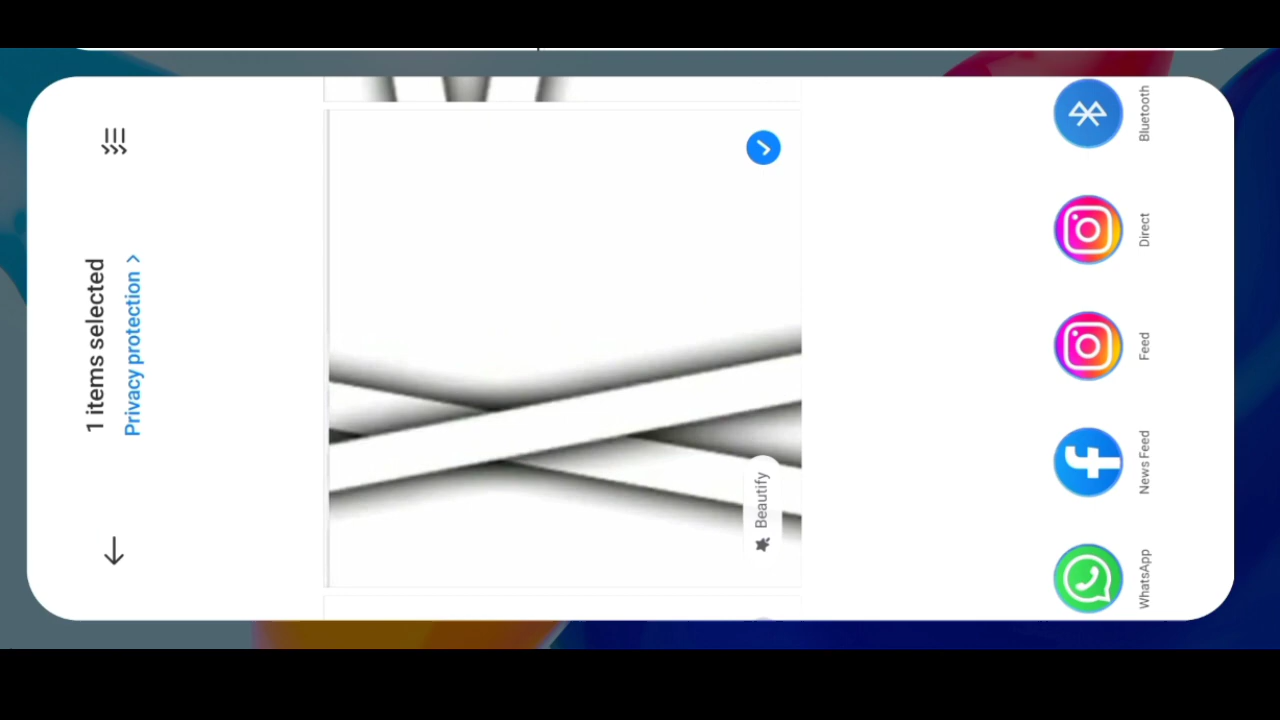 1 items selected
Privacy protection >
Beautify
WhatsApp
News Feed
Feed
Direct
Bluetooth